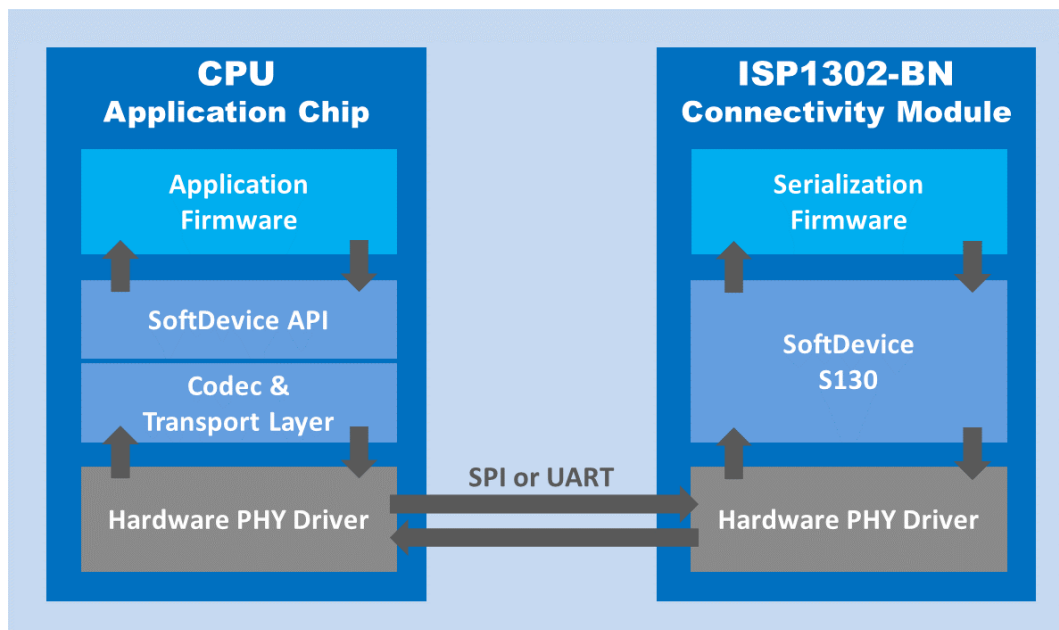 CPU
Application Chip
Application
Firmware
SoftDevice API
Codec &
Transport Layer
Hardware PHY Driver
SPI or UART
ISP1302-BN
Connectivity Module
Serialization
Firmware
SoftDevice
S130
Hardware PHY Driver